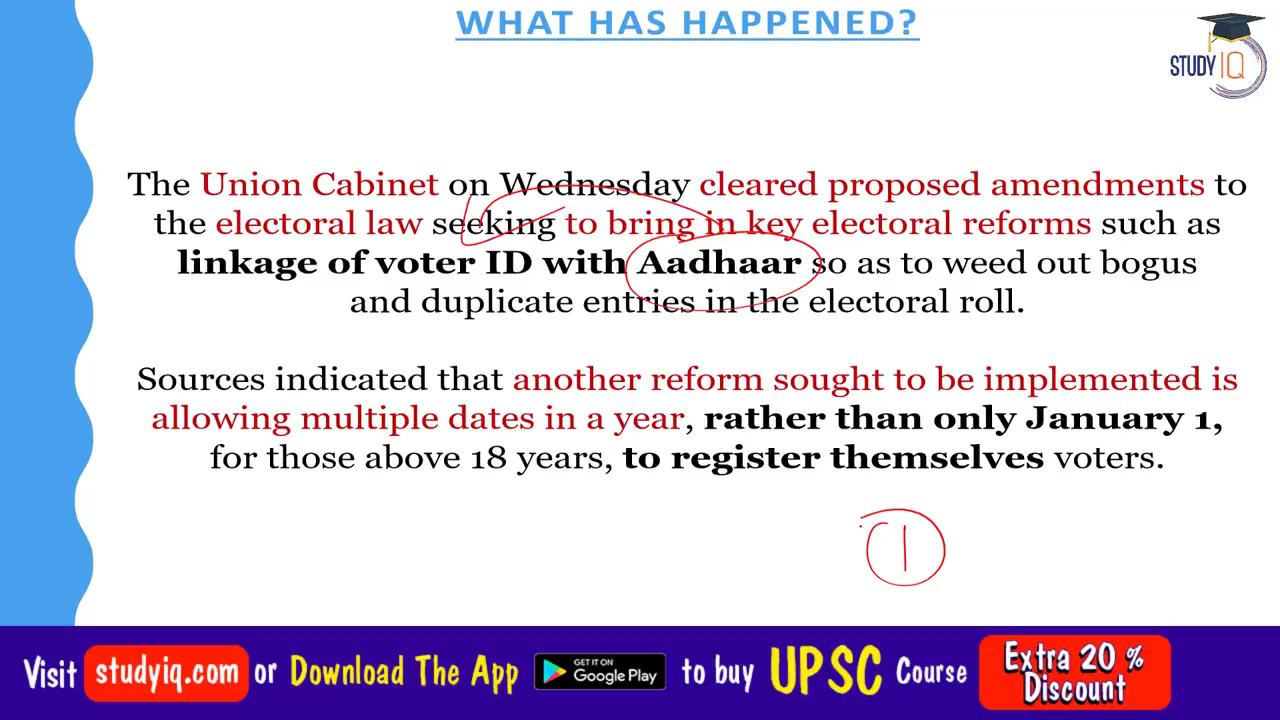 WHAT HAS HAPPENED?
STUDY IQ
The Union Cabinet on Wednesday cleared proposed amendments to
the electoral law seeking to bring in key electoral reforms such as
linkage of voter ID with Aadhaar so as to weed out bogus
and duplicate entries in the electoral roll.
Sources indicated that another reform sought to be implemented is
allowing multiple dates in a year, rather than only January 1,
for those above 18 years, to register themselves voters.
1
Visit studyiq.com or Download The App GET IT ON Google Play to buy UPSC Course Extra 20 % Discount